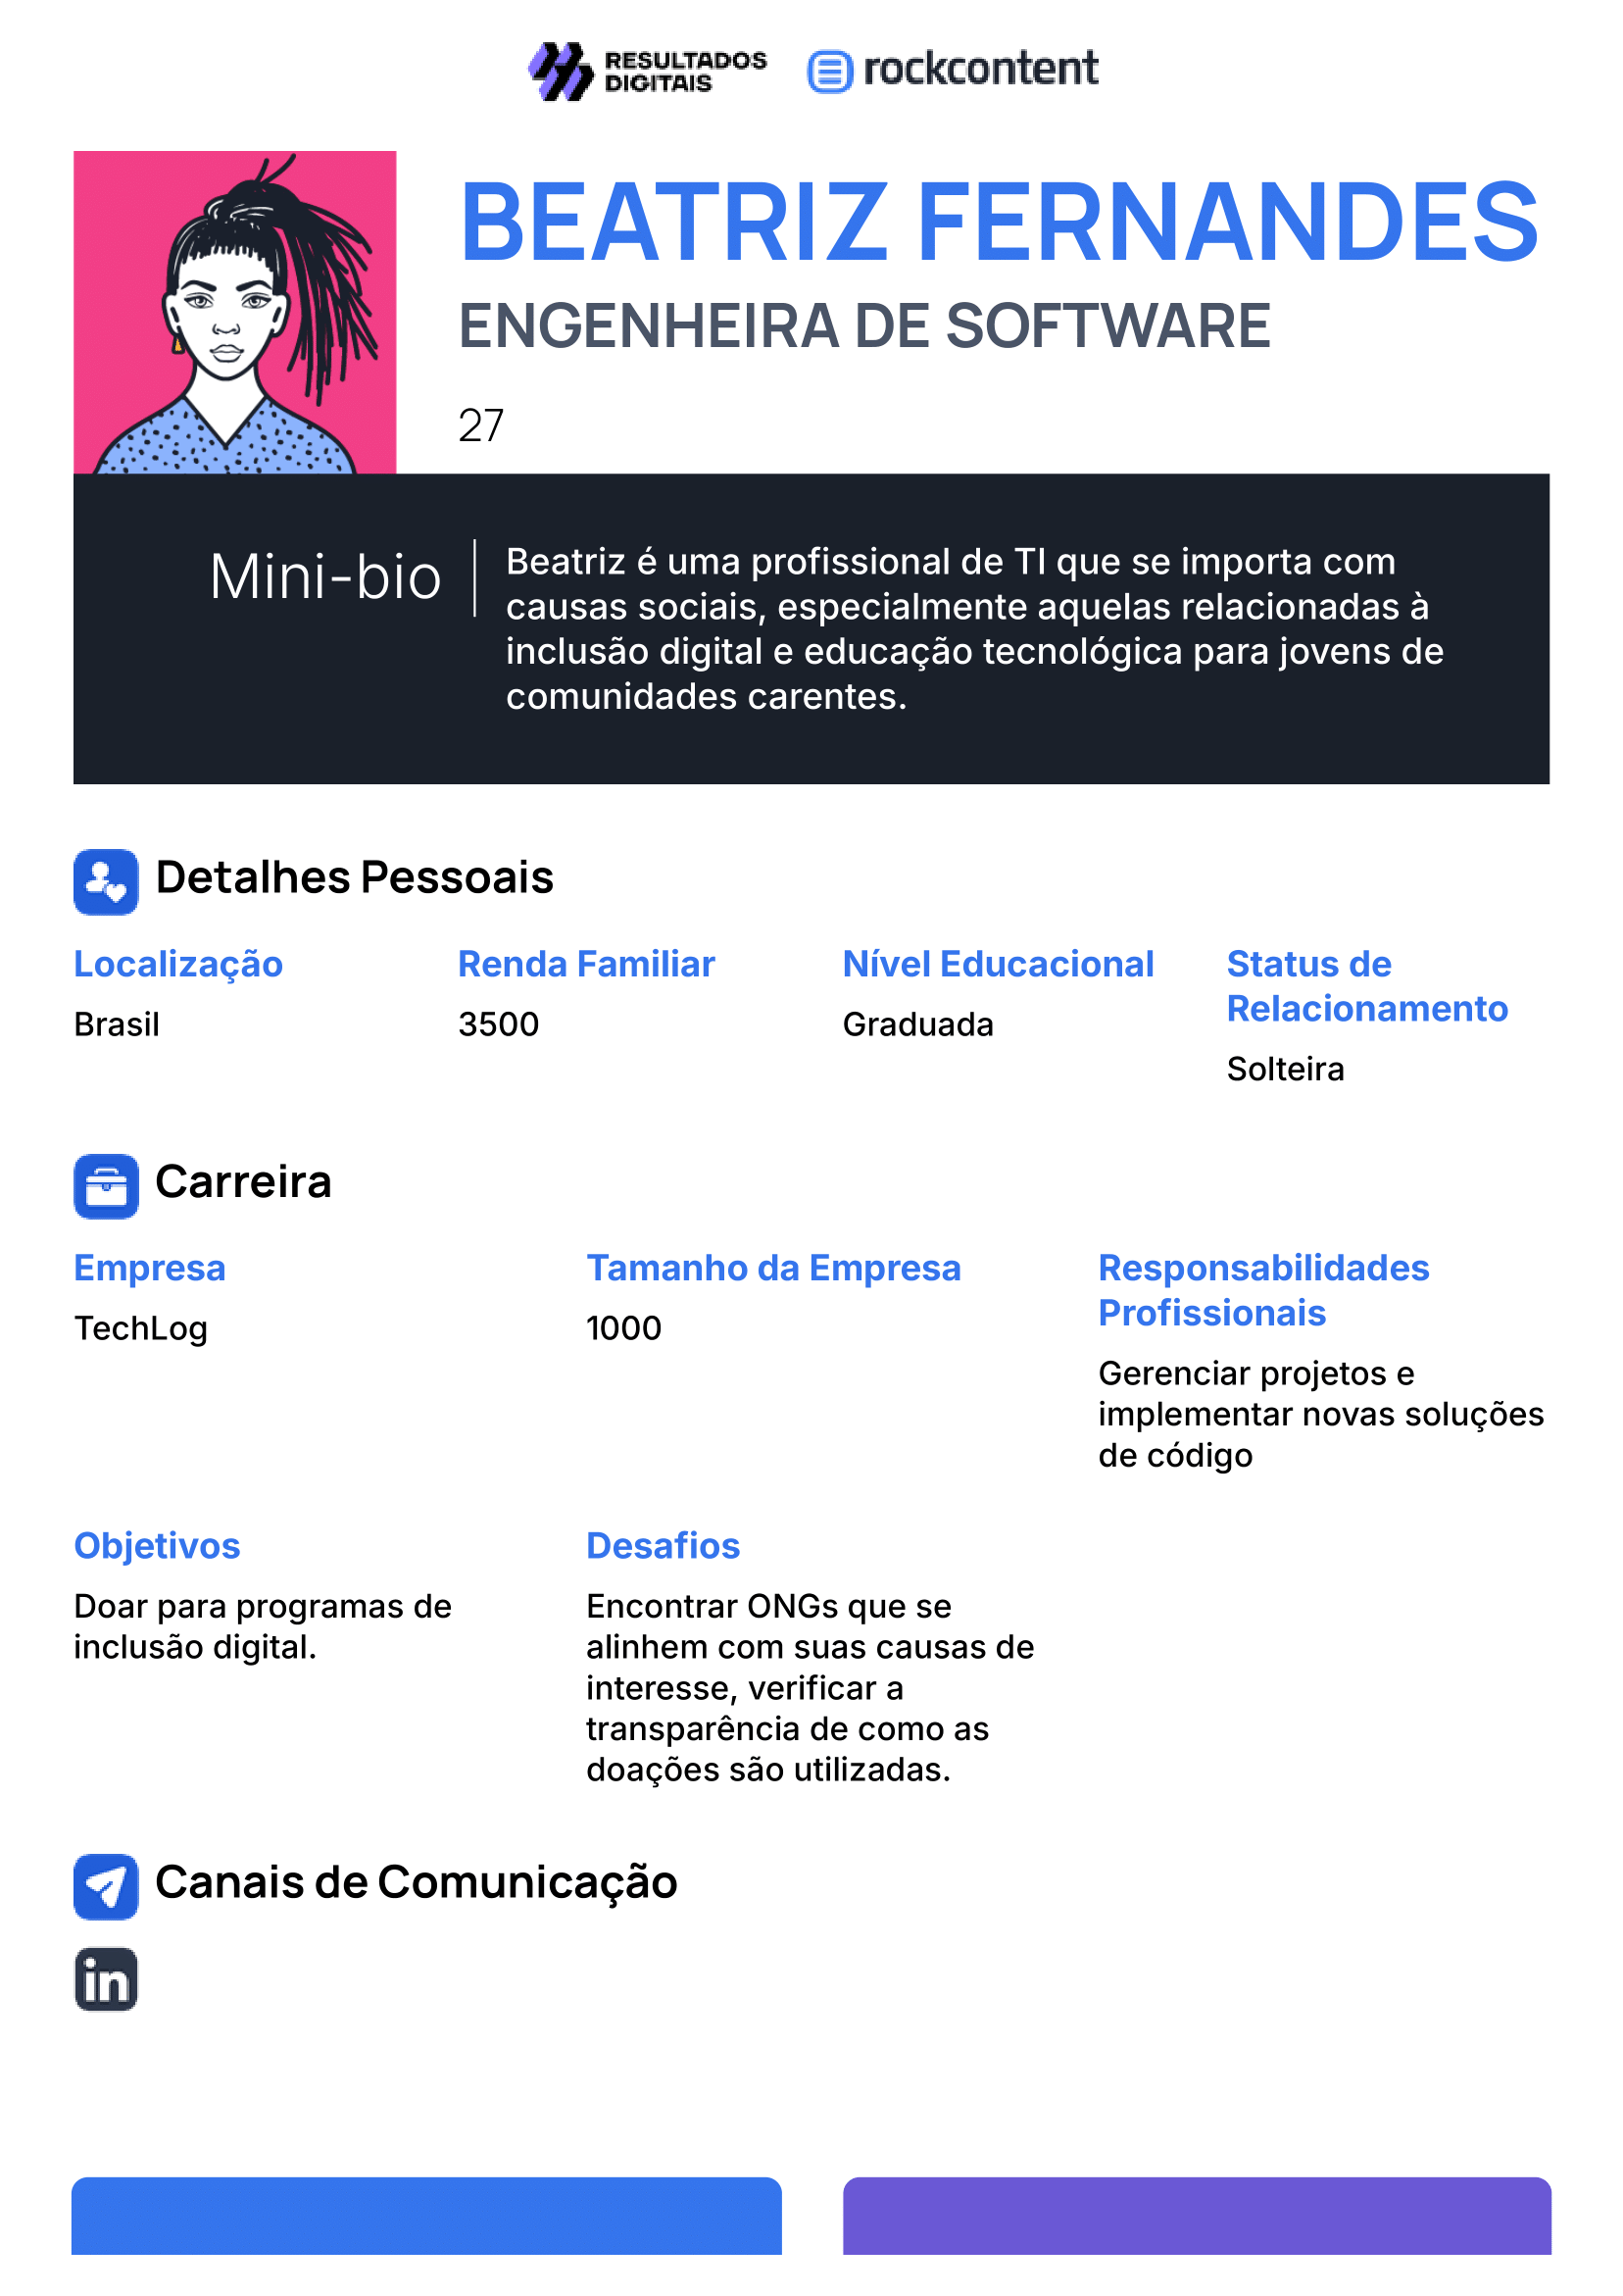 RESULTADOS
DIGITAIS
rockcontent
BEATRIZ FERNANDES
ENGENHEIRA DE SOFTWARE
27
Mini-bio
Beatriz é uma profissional de TI que se importa com
causas sociais, especialmente aquelas relacionadas à
inclusão digital e educação tecnológica para jovens de
comunidades carentes.
Detalhes Pessoais
Localização
Brasil
Renda Familiar
3500
Nível Educacional
Graduada
Status de
Relacionamento
Solteira
Carreira
Empresa
TechLog
Tamanho da Empresa
1000
Responsabilidades
Profissionais
Gerenciar projetos e
implementar novas soluções
de código
Objetivos
Doar para programas de
inclusão digital.
Desafios
Encontrar ONGs que se
alinhem com suas causas de
interesse, verificar a
transparência de como as
doações são utilizadas.
Canais de Comunicação
in